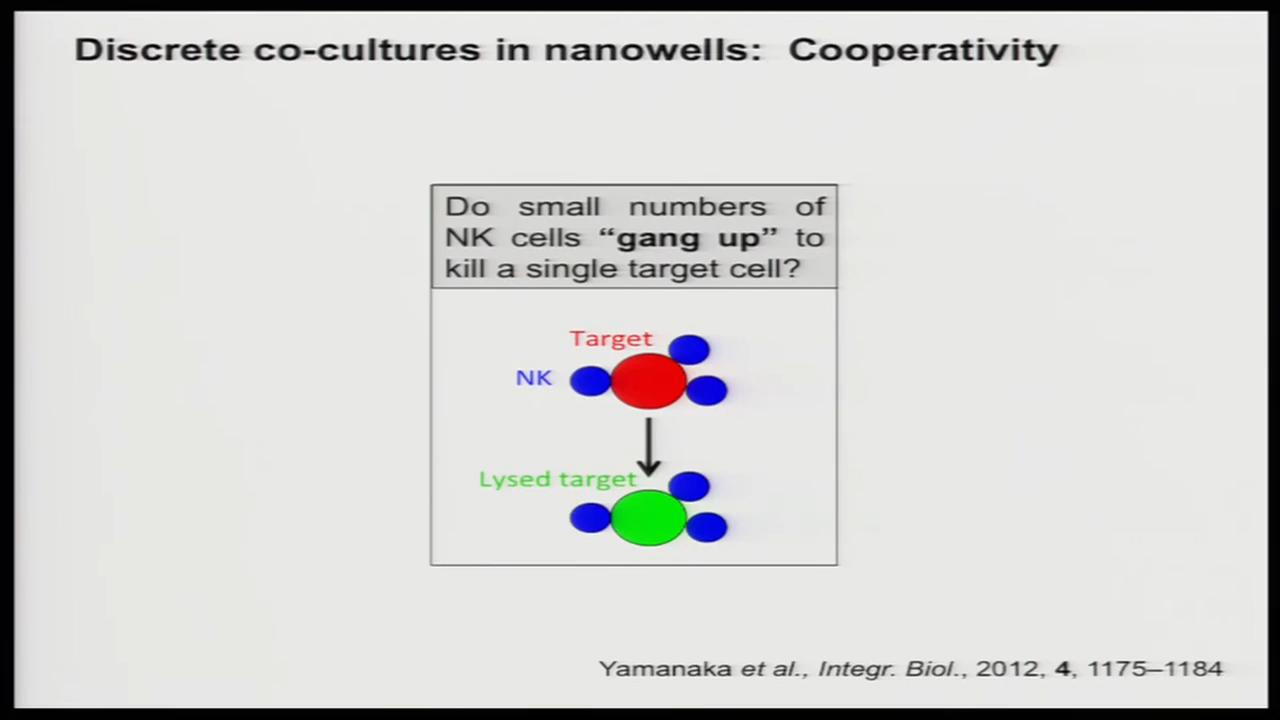 Discrete co-cultures in nanowells: Cooperativity
Do small numbers of
NK cells “gang up” to
kill a single target cell?
Target
NK
Lysed target
Yamanaka et al., Integr. Biol., 2012, 4, 1175–1184